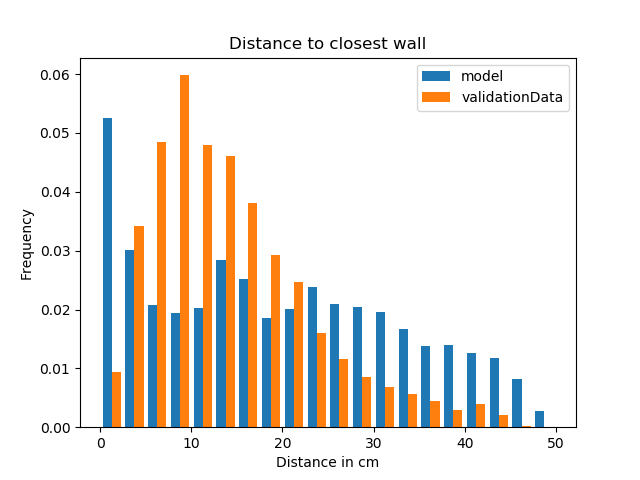 Distance to closest wall
model
validationData
Frequency
0.06
0.05
0.04
0.03
0.02
0.01
0.00
0 10 20 30 40 50
Distance in cm